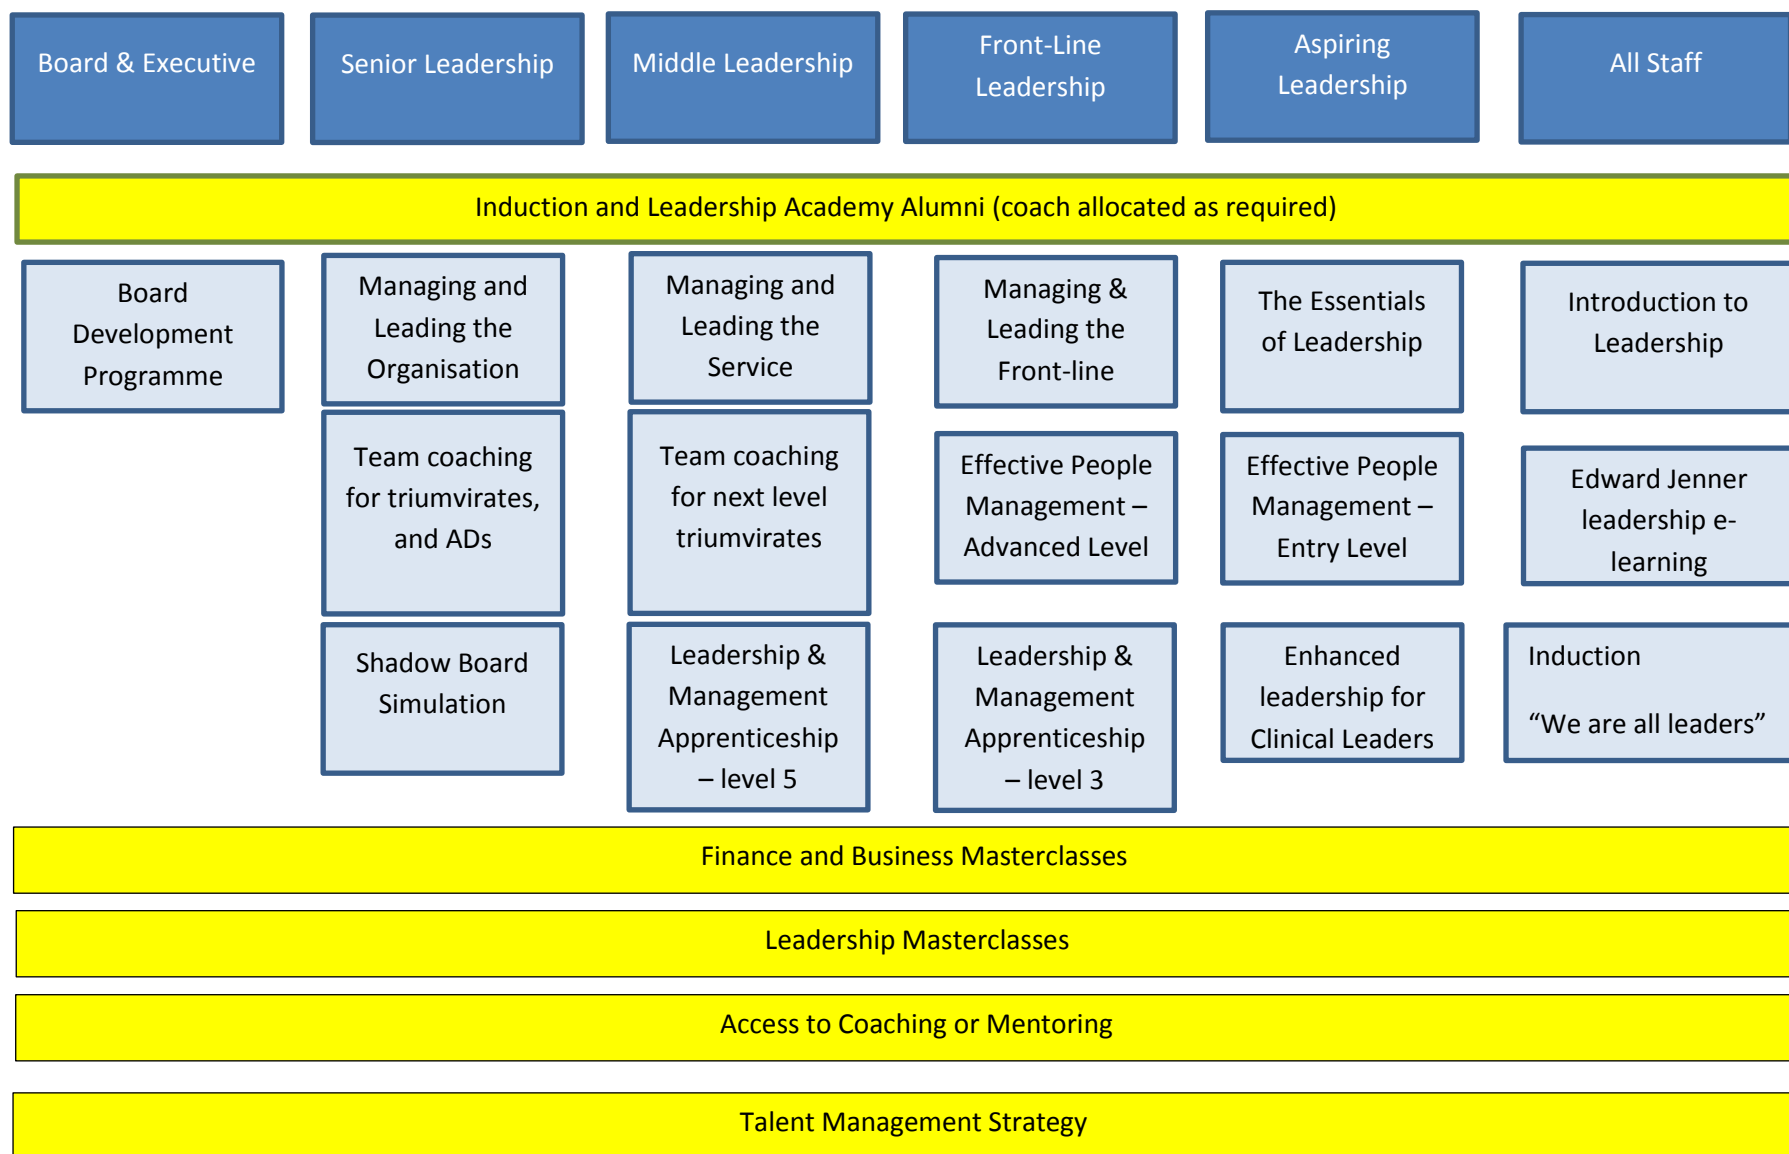 Board & Executive
Senior Leadership
Middle Leadership
Front-Line
Leadership
Aspiring
Leadership
All Staff
Induction and Leadership Academy Alumni (coach allocated as required)
Board
Development
Programme
Managing and
Leading the
Organisation
Managing and
Leading the
Service
Managing &
Leading the
Front-line
The Essentials
of Leadership
Introduction to
Leadership
Team coaching
for triumvirates,
and ADs
Team coaching
for next level
triumvirates
Effective People
Management –
Advanced Level
Effective People
Management –
Entry Level
Edward Jenner
leadership e-
learning
Shadow Board
Simulation
Leadership &
Management
Apprenticeship
– level 5
Leadership &
Management
Apprenticeship
– level 3
Enhanced
leadership for
Clinical Leaders
Induction
“We are all leaders”
Finance and Business Masterclasses
Leadership Masterclasses
Access to Coaching or Mentoring
Talent Management Strategy